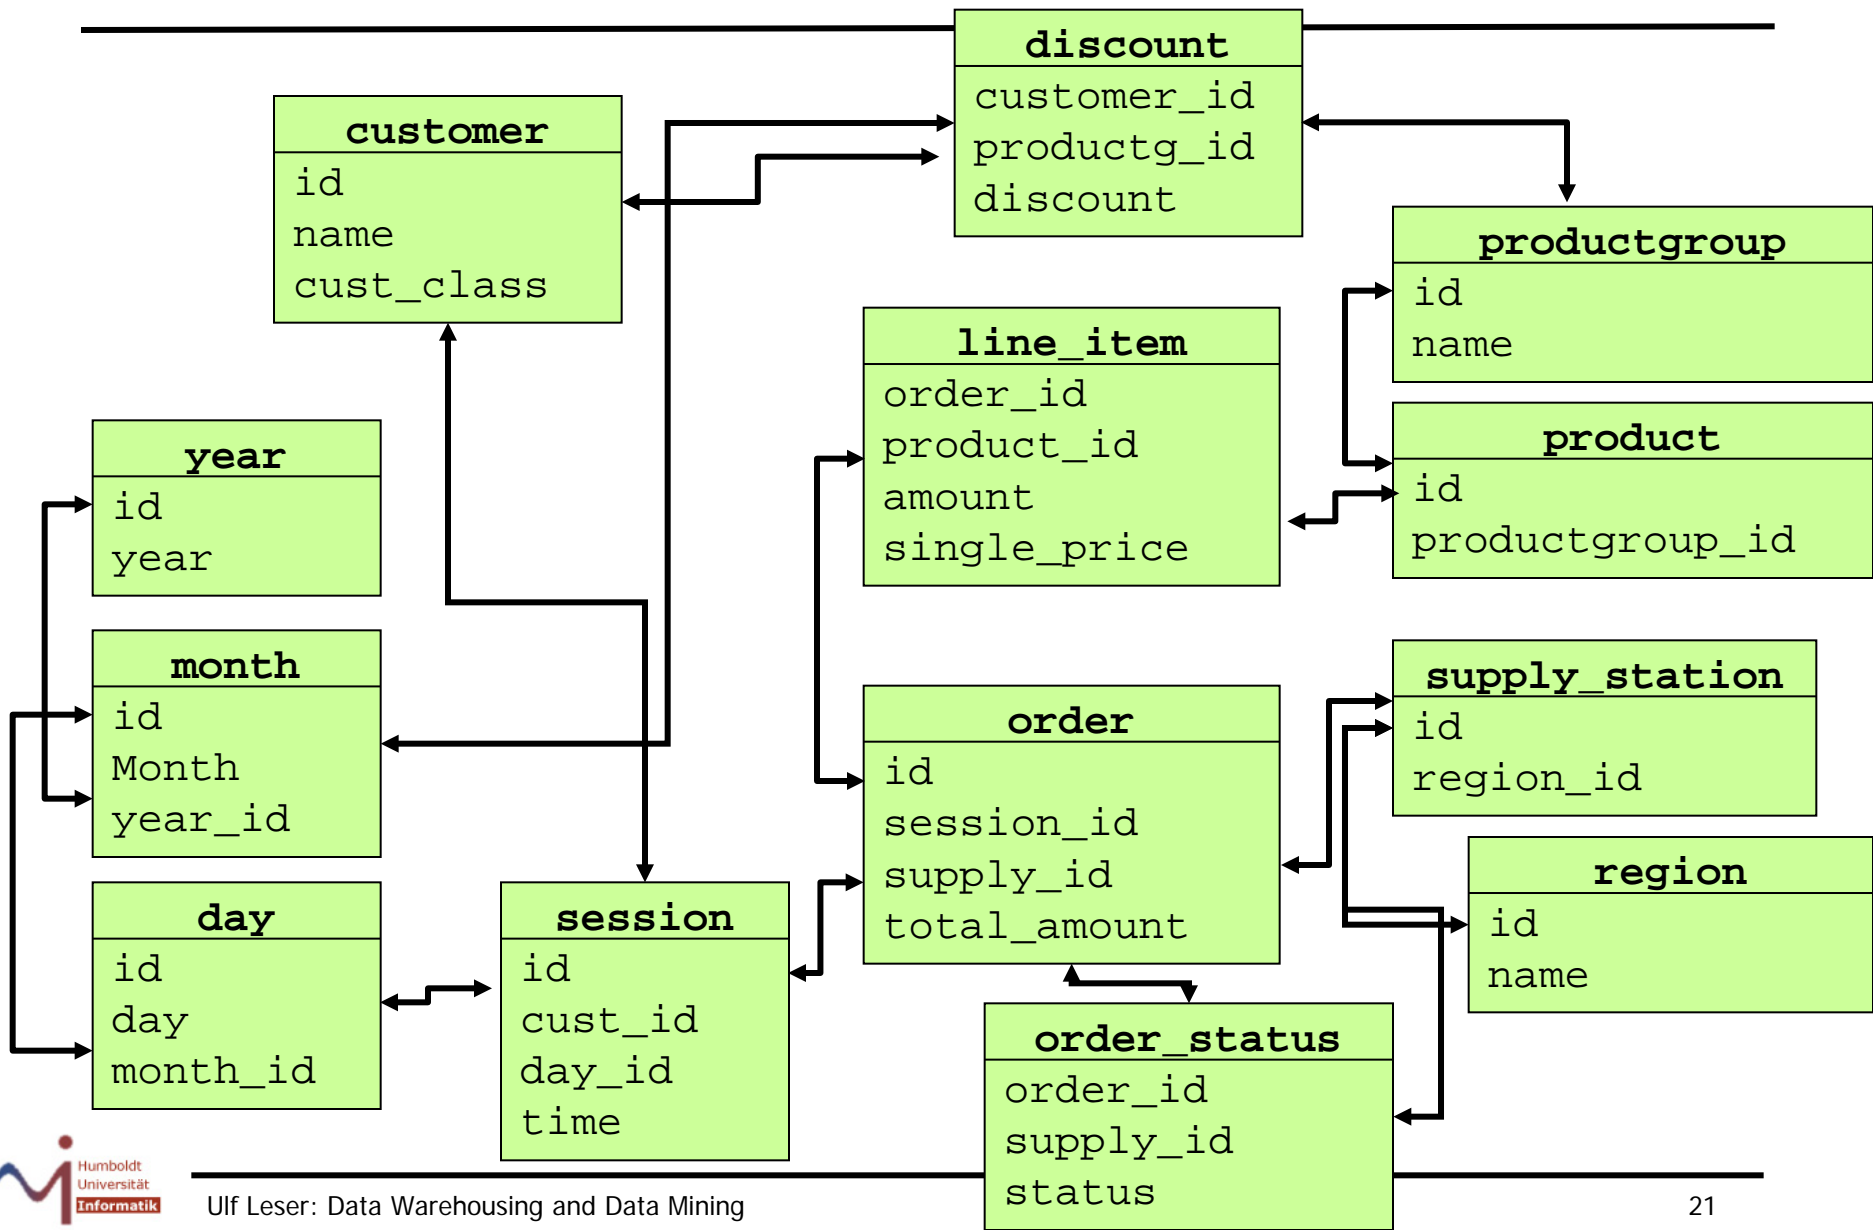 discount
customer_id
productg_id
discount
customer
id
name
cust_class
productgroup
id
name
line_item
order_id
product_id
amount
single_price
product
id
productgroup_id
year
id
year
month
id
Month
year_id
supply_station
id
region_id
order
id
session_id
supply_id
total_amount
region
id
name
day
id
day
month_id
session
id
cust_id
day_id
time
order_status
order_id
supply_id
status
Humboldt
Universität
Informatik
Ulf Leser: Data Warehousing and Data Mining
21